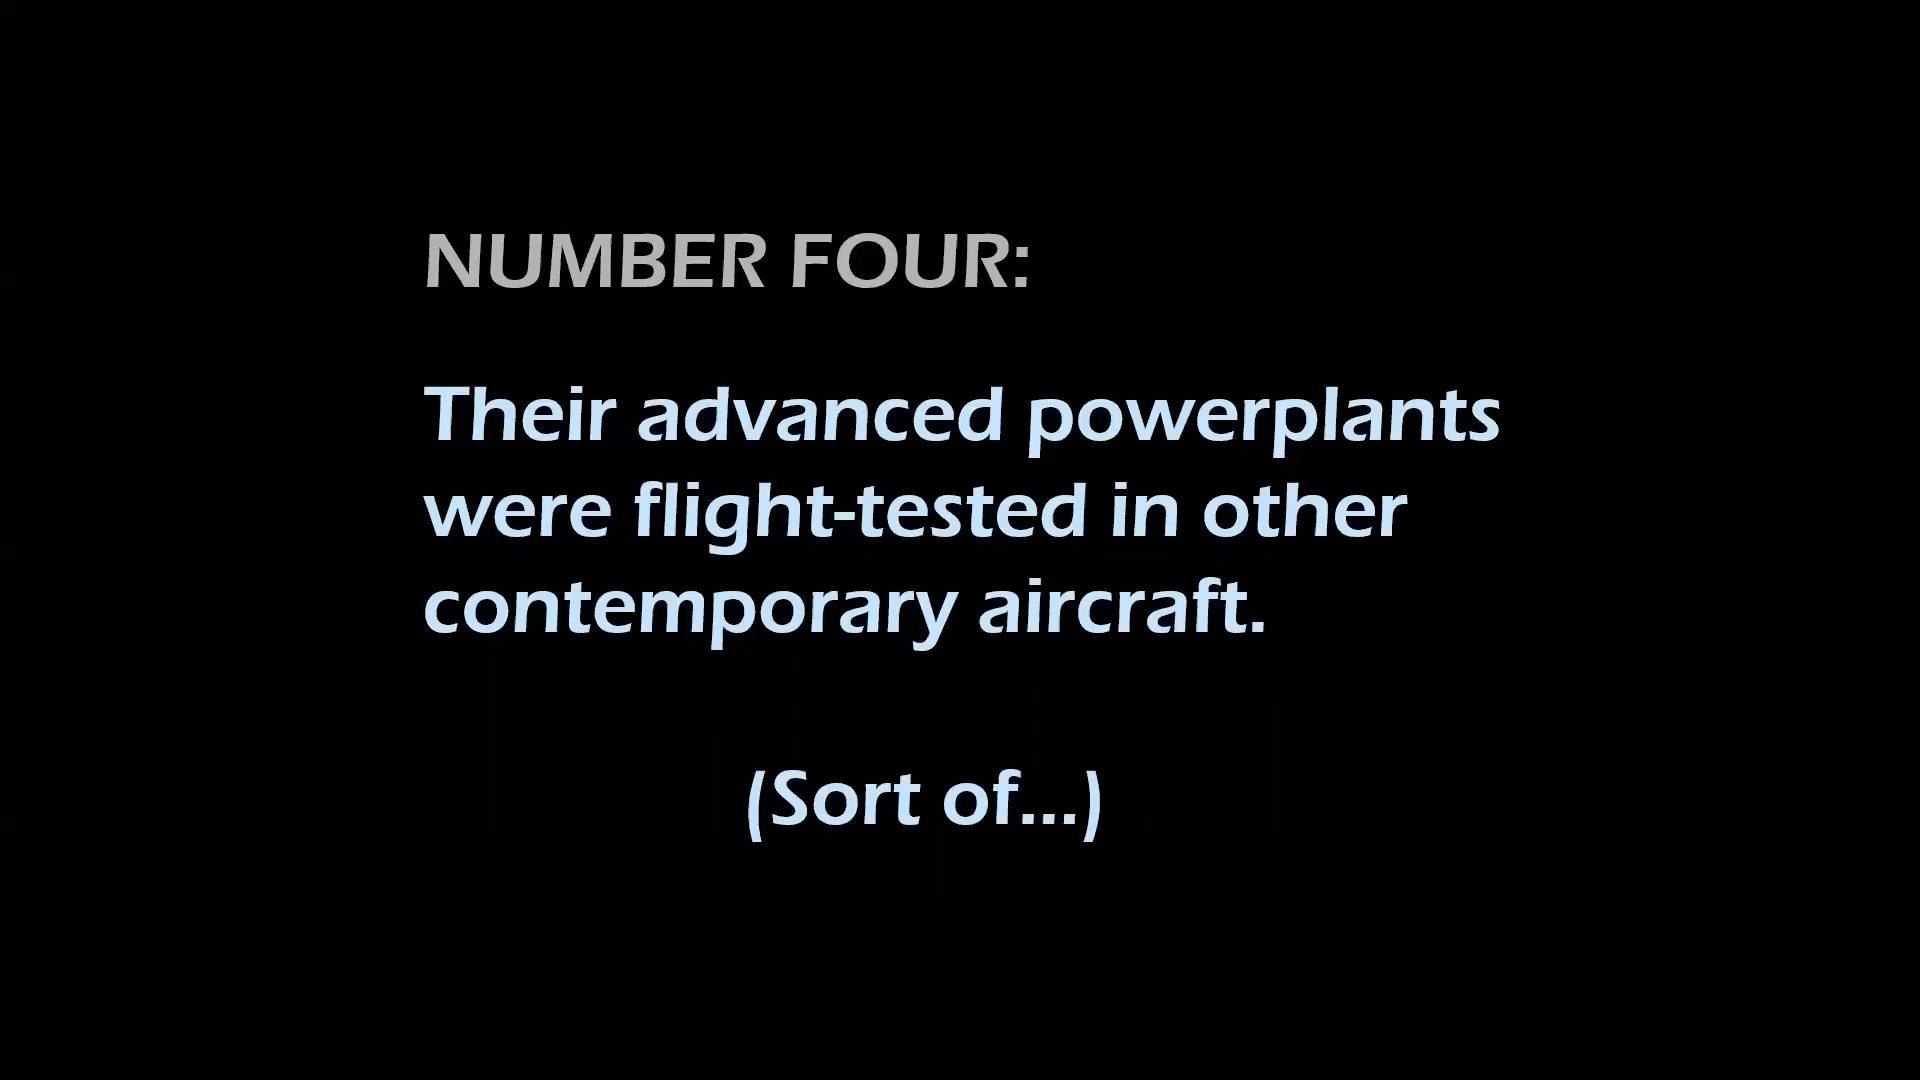 NUMBER FOUR:
Their advanced powerplants
were flight-tested in other
contemporary aircraft.
(Sort of...)